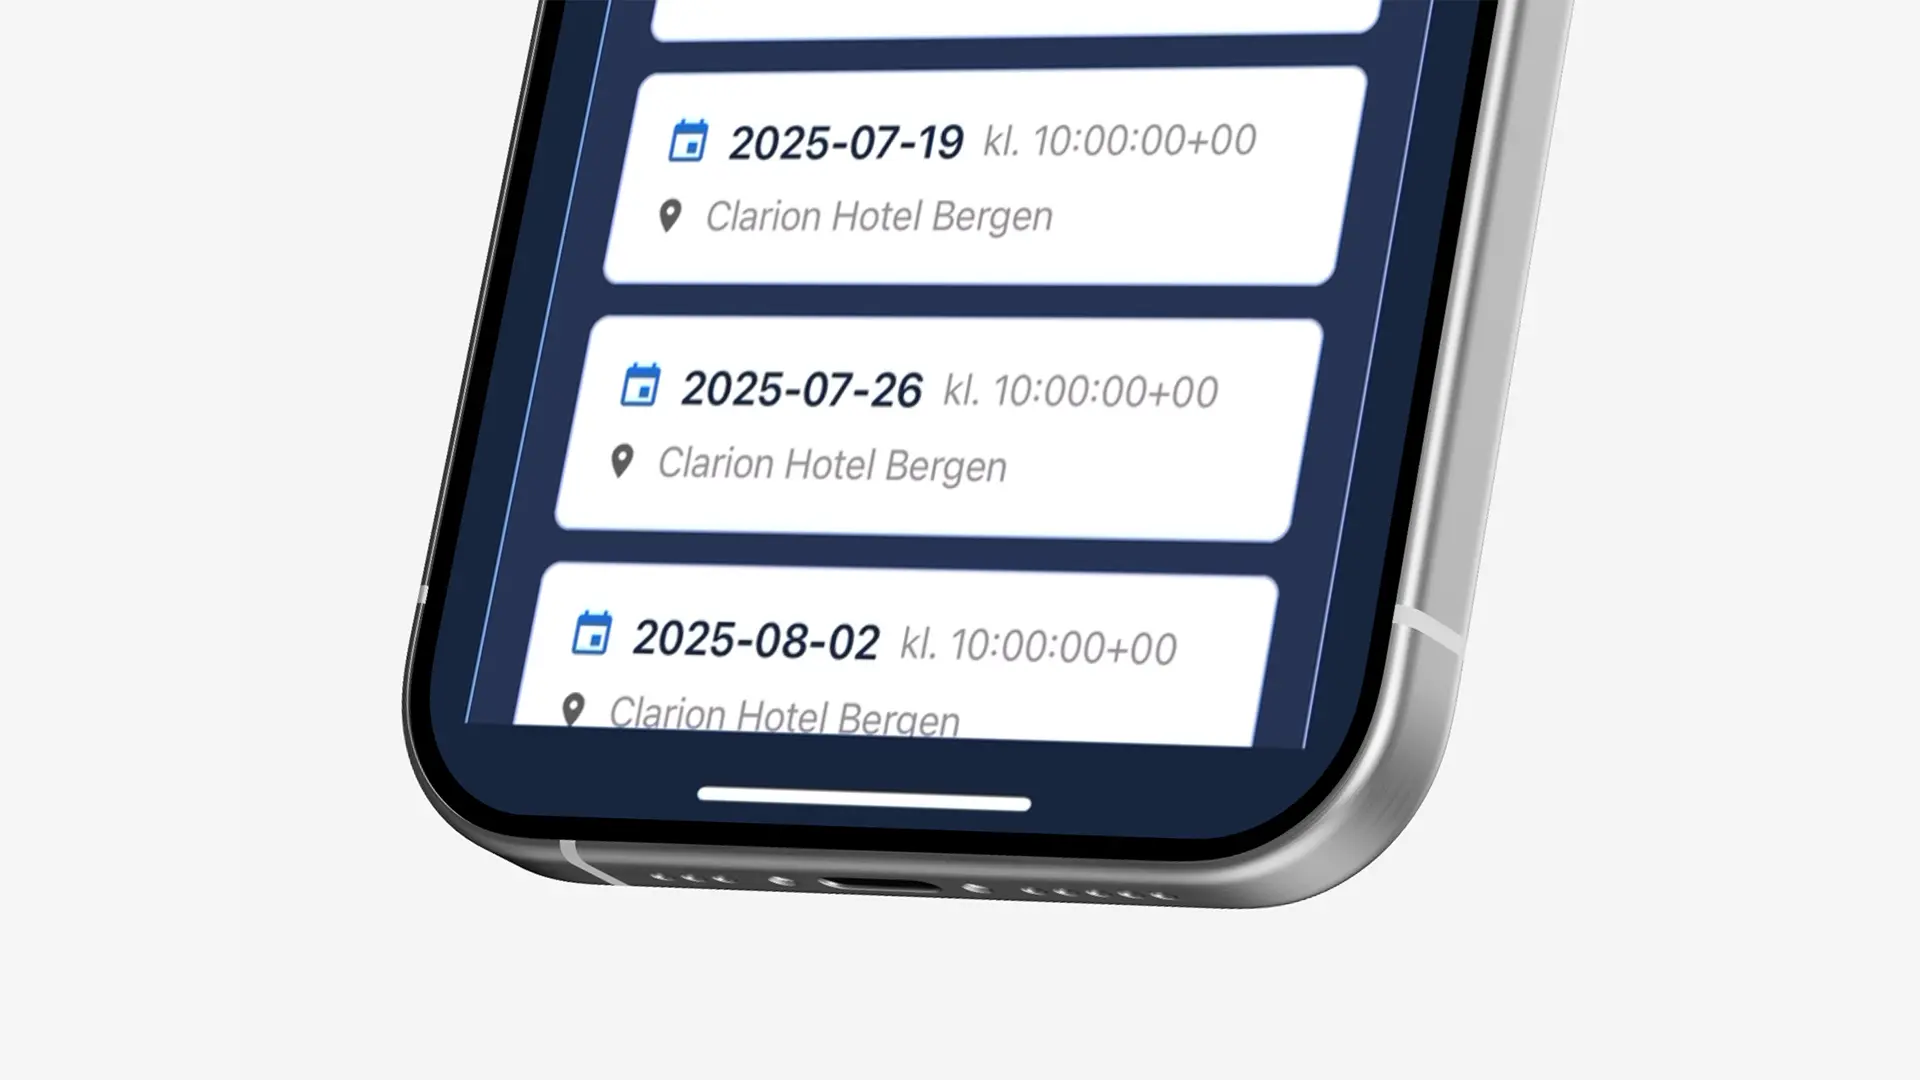 2025-07-19 kl. 10:00:00+00
Clarion Hotel Bergen
2025-07-26 kl. 10:00:00+00
Clarion Hotel Bergen
2025-08-02 kl. 10:00:00+00
Clarion Hotel Bergen